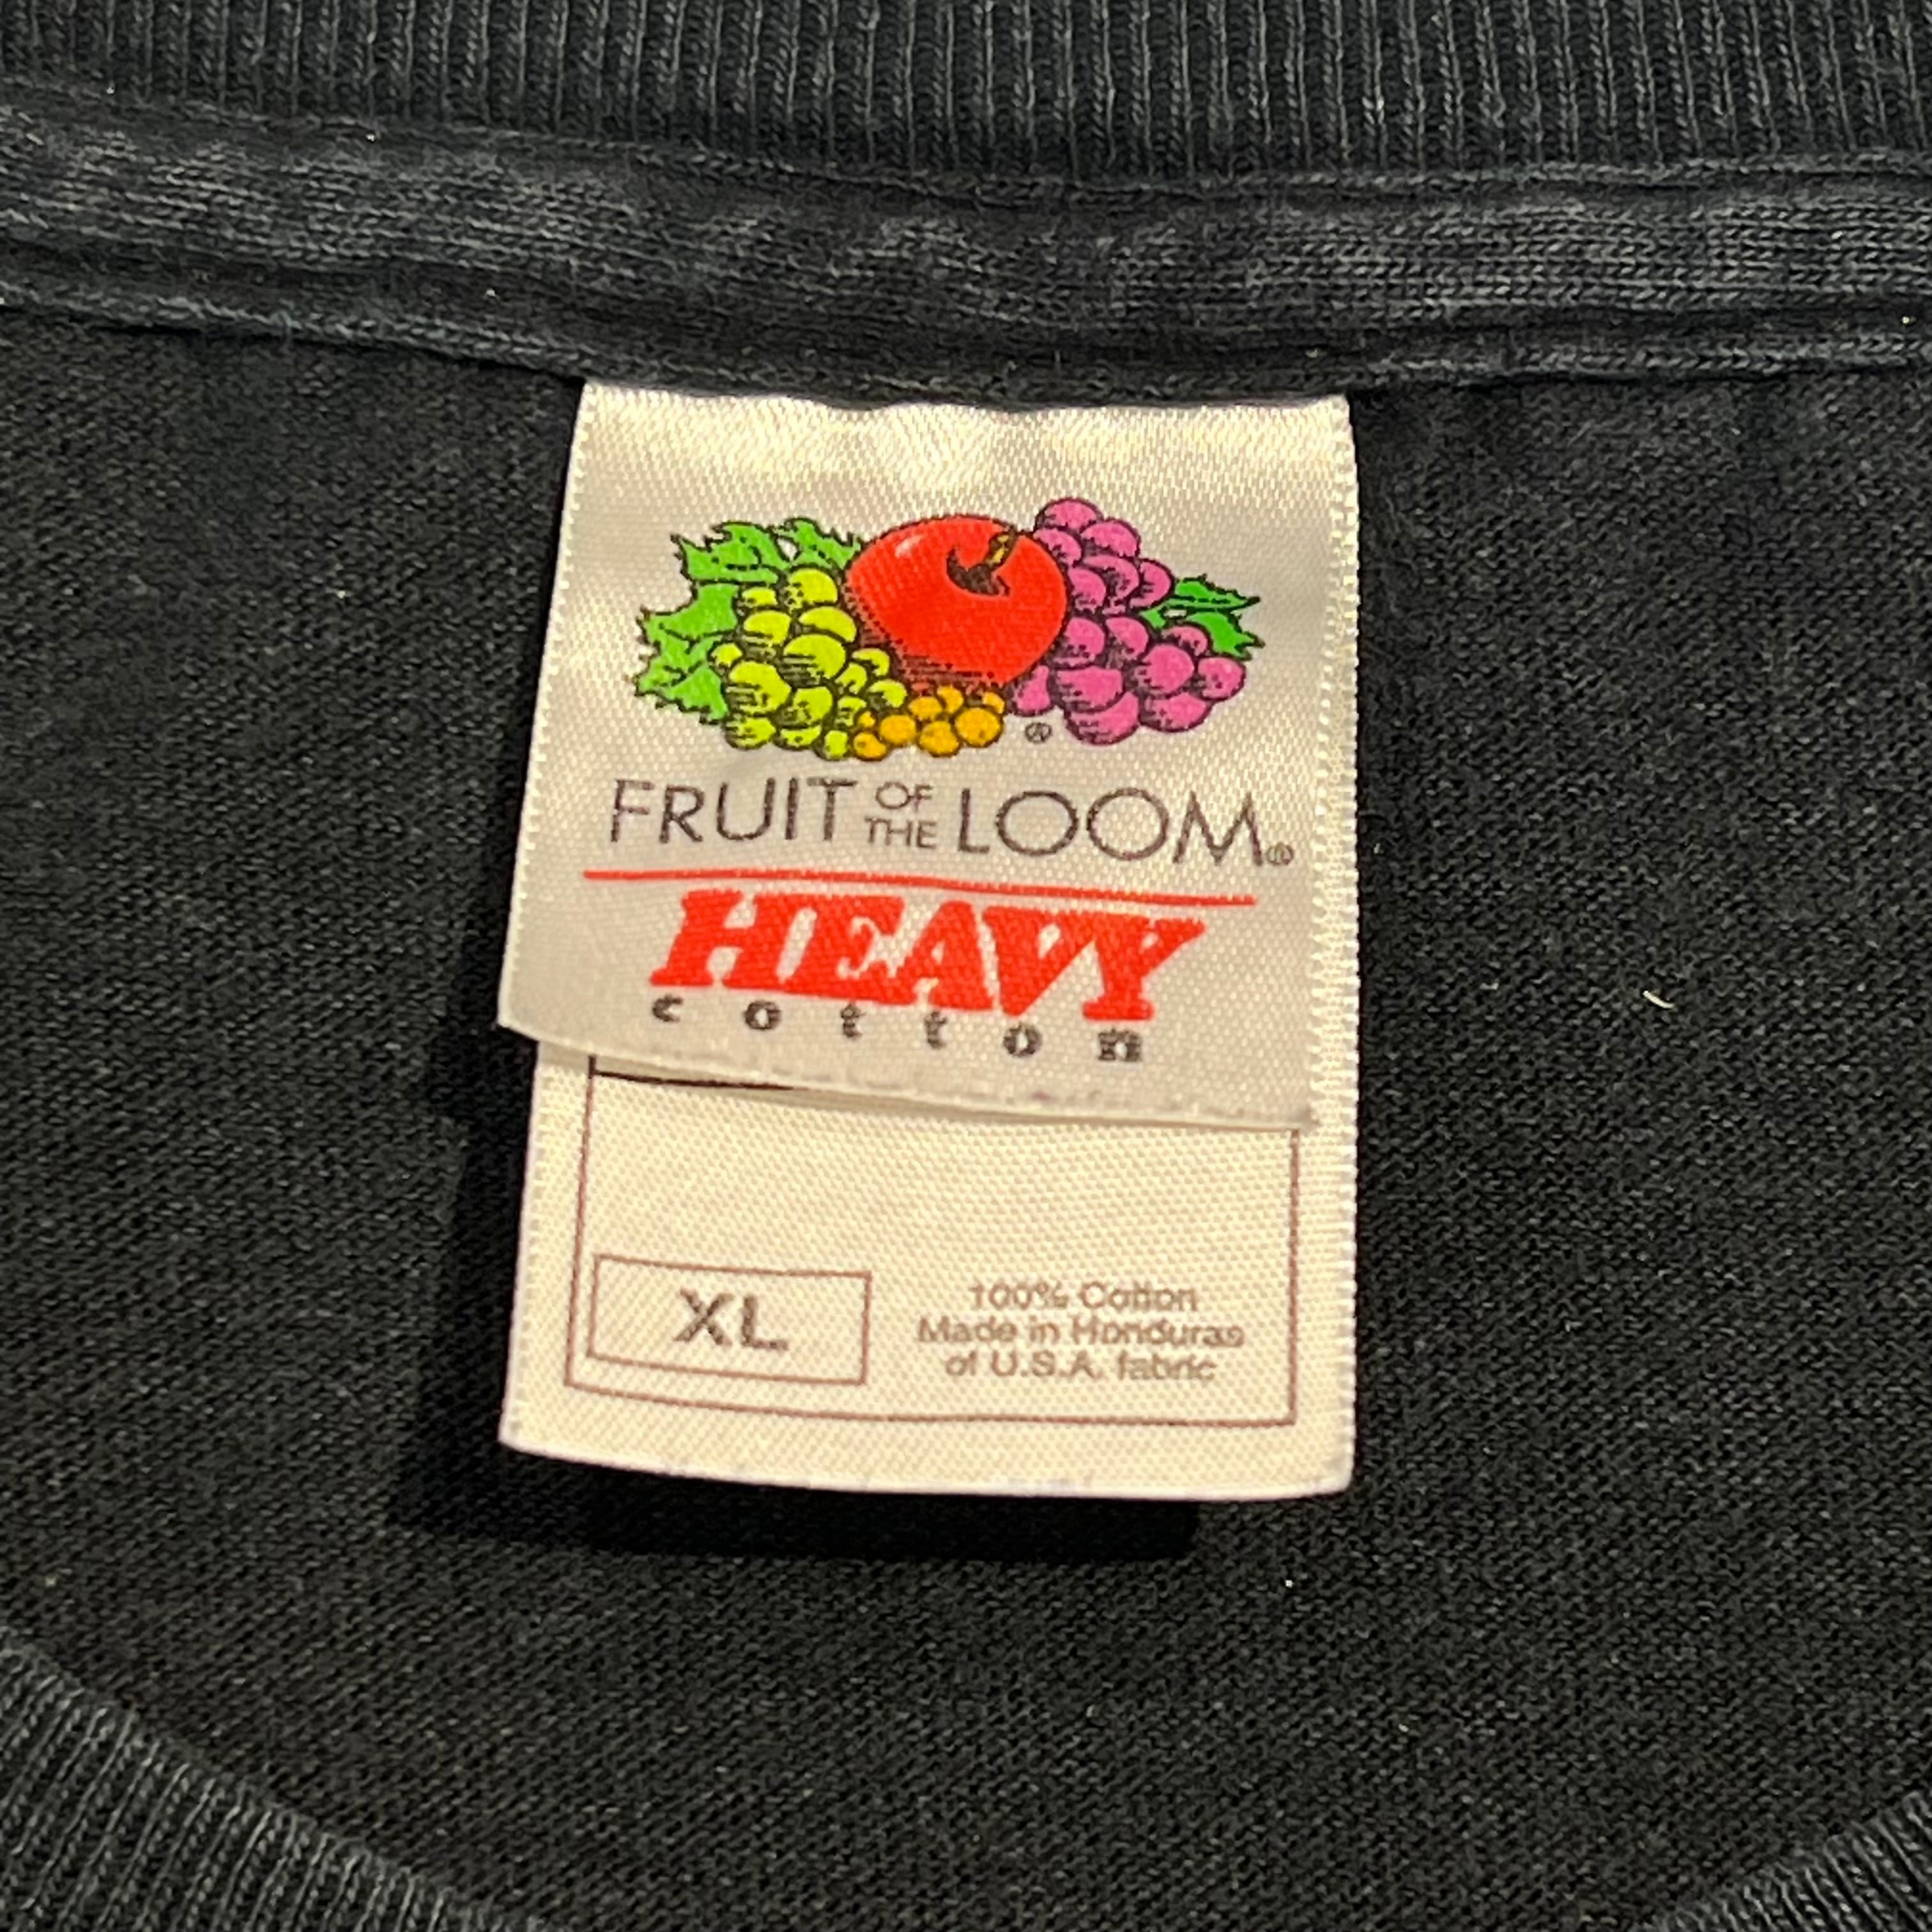 ®
FRUIT OF THE LOOM®
HEAVY
cotton
XL
100% Cotton
Made in Honduras
of U.S.A. fabric